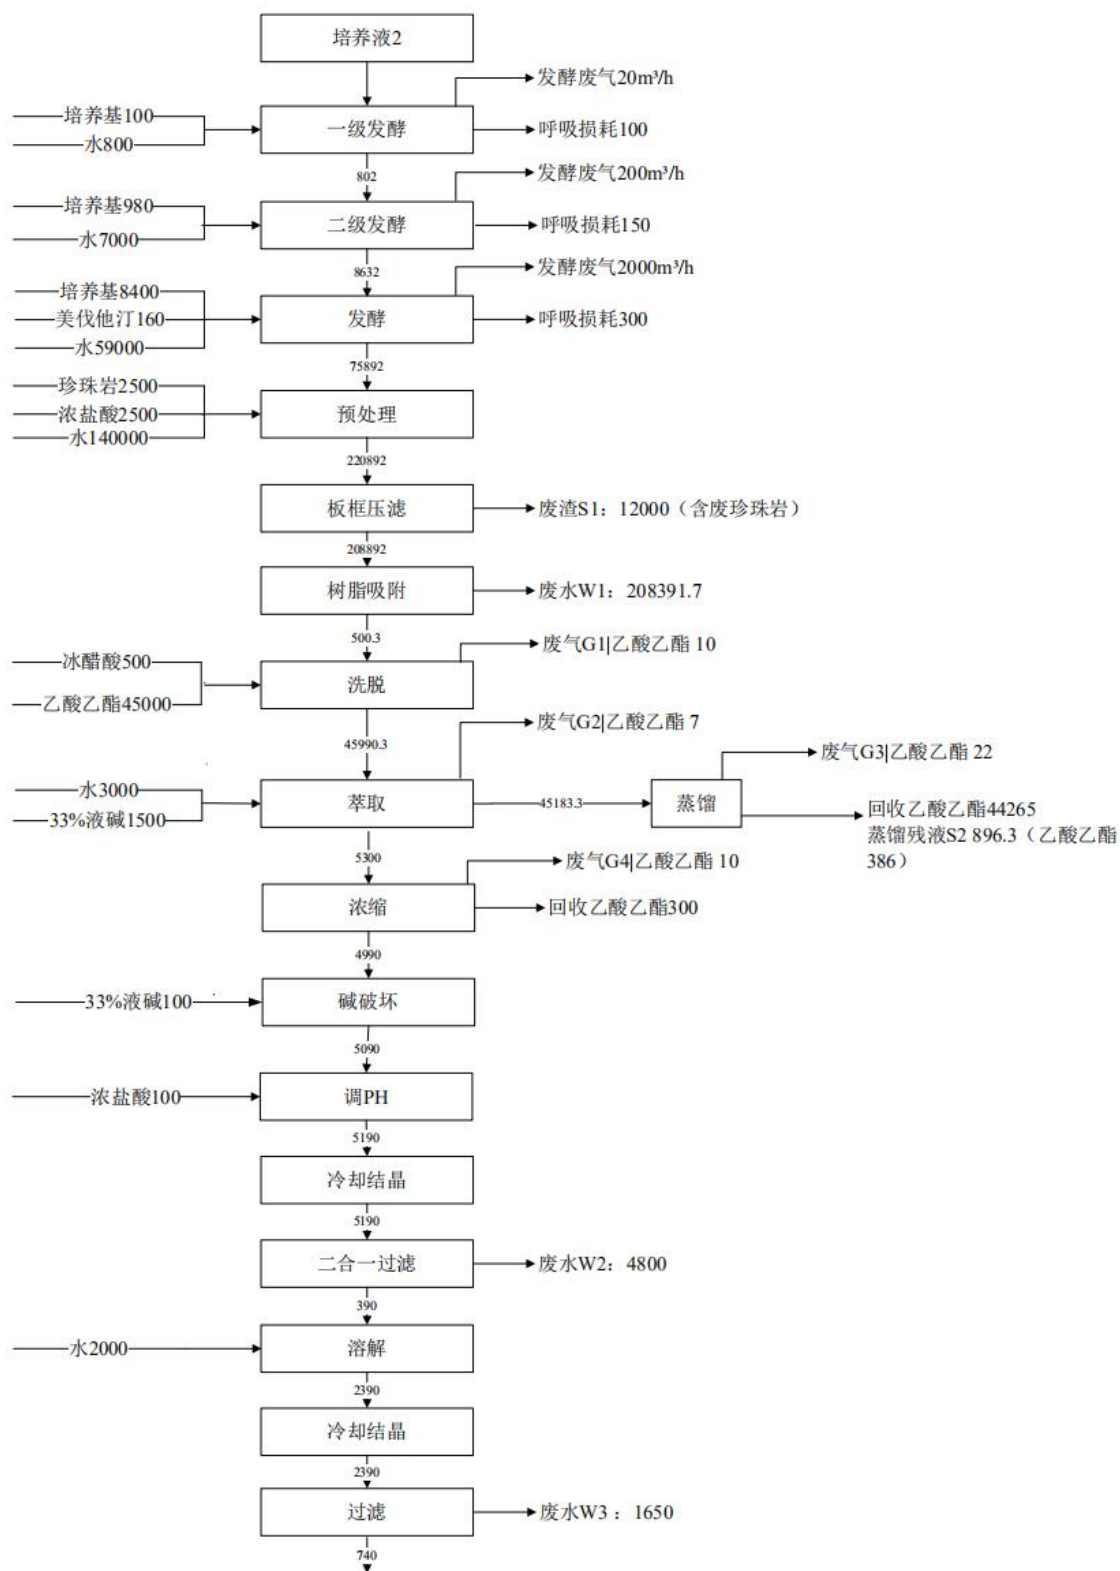 培养液2
发酵废气20m³/h
培养基100
一级发酵
呼吸损耗100
水800
802
发酵废气200m³/h
培养基980
二级发酵
呼吸损耗150
水7000
8632
发酵废气2000m³/h
培养基8400
美伐他汀160
发酵
呼吸损耗300
水59000
75892
珍珠岩2500
浓盐酸2500
预处理
水140000
220892
板框压滤
废渣S1：12000（含废珍珠岩）
208892
树脂吸附
废水W1：208391.7
500.3
废气G1|乙酸乙酯 10
冰醋酸500
洗脱
乙酸乙酯45000
废气G2|乙酸乙酯 7
45990.3
废气G3|乙酸乙酯 22
水3000
萃取
45183.3
蒸馏
33%液碱1500
回收乙酸乙酯44265
蒸馏残液S2 896.3（乙酸乙酯
386）
5300
废气G4|乙酸乙酯 10
浓缩
回收乙酸乙酯300
4990
33%液碱100
碱破坏
5090
浓盐酸100
调PH
5190
冷却结晶
5190
二合一过滤
废水W2：4800
390
水2000
溶解
2390
冷却结晶
2390
过滤
废水W3 ：1650
740